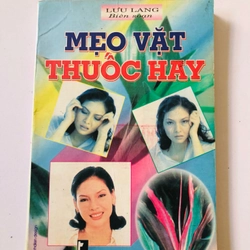 LƯU LANG
Biên soạn
MẸO VẶT
THUỐC HAY